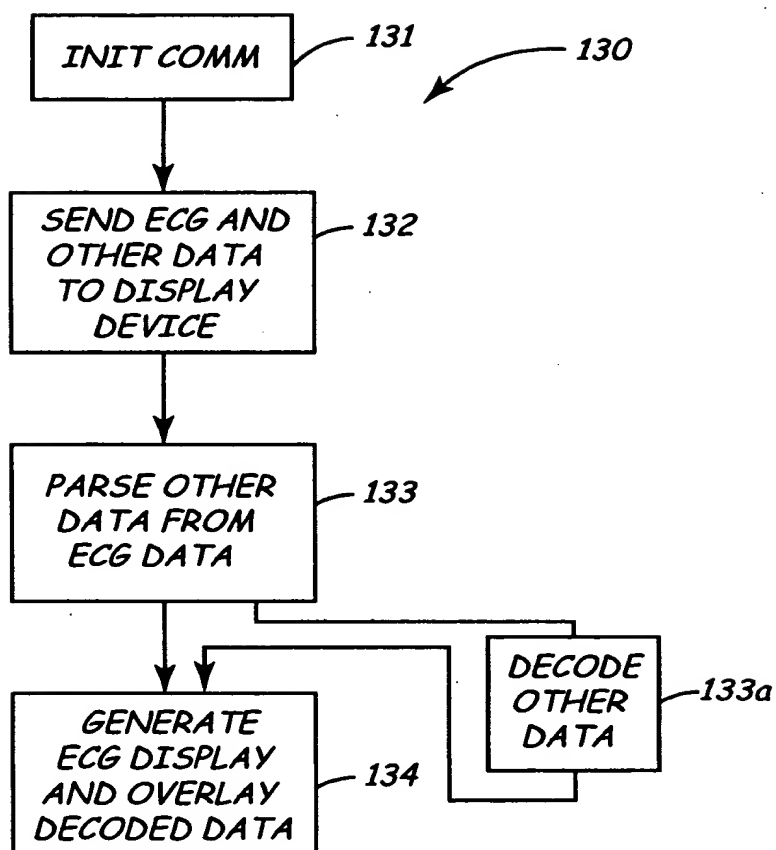 INIT COMM
131
130
SEND ECG AND
OTHER DATA
TO DISPLAY
DEVICE
132
PARSE OTHER
DATA FROM
ECG DATA
133
DECODE
OTHER
DATA
133a
GENERATE
ECG DISPLAY
AND OVERLAY
DECODED DATA
134